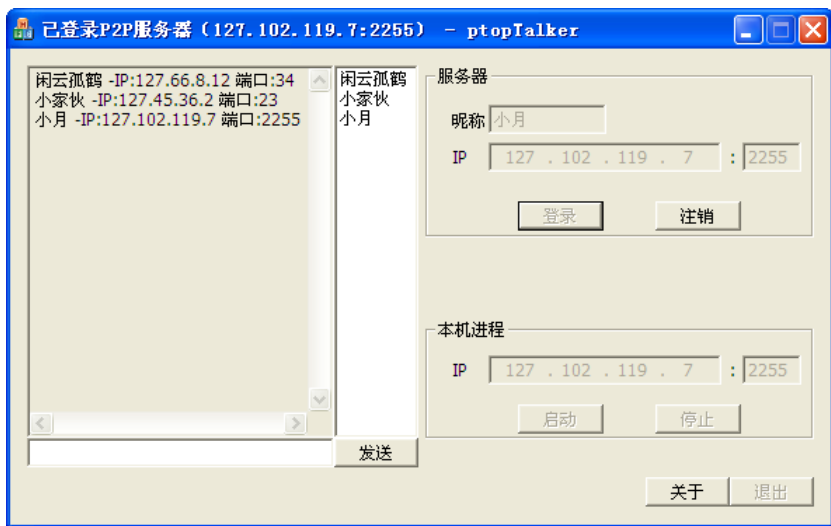 已登录P2P服务器（127.102.119.7:2255） - ptopTalker
闲云孤鹤 -IP:127.66.8.12 端口:34
小家伙 -IP:127.45.36.2 端口:23
小月 -IP:127.102.119.7 端口:2255
闲云孤鹤
小家伙
小月
服务器
昵称 小月
IP 127 . 102 . 119 . 7 : 2255
登录 注销
本机进程
IP 127 . 102 . 119 . 7 : 2255
启动 停止
发送
关于 退出